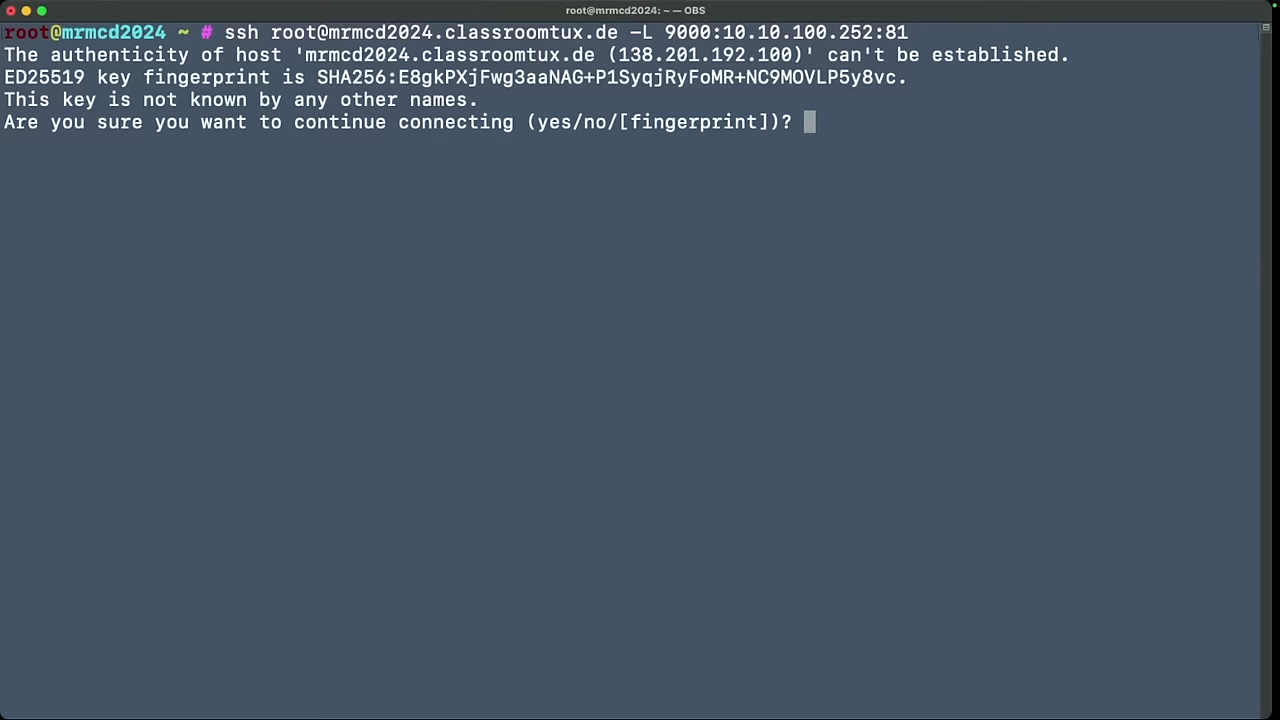 root@mrmcd2024: ~ — OBS
root@mrmcd2024 ~ # ssh root@mrmcd2024.classroomtux.de -L 9000:10.10.100.252:81
The authenticity of host 'mrmcd2024.classroomtux.de (138.201.192.100)' can't be established.
ED25519 key fingerprint is SHA256:E8gkPXjFwg3aaNAG+P1SyqjRyFoMR+NC9MOVLP5y8vc.
This key is not known by any other names.
Are you sure you want to continue connecting (yes/no/[fingerprint])?